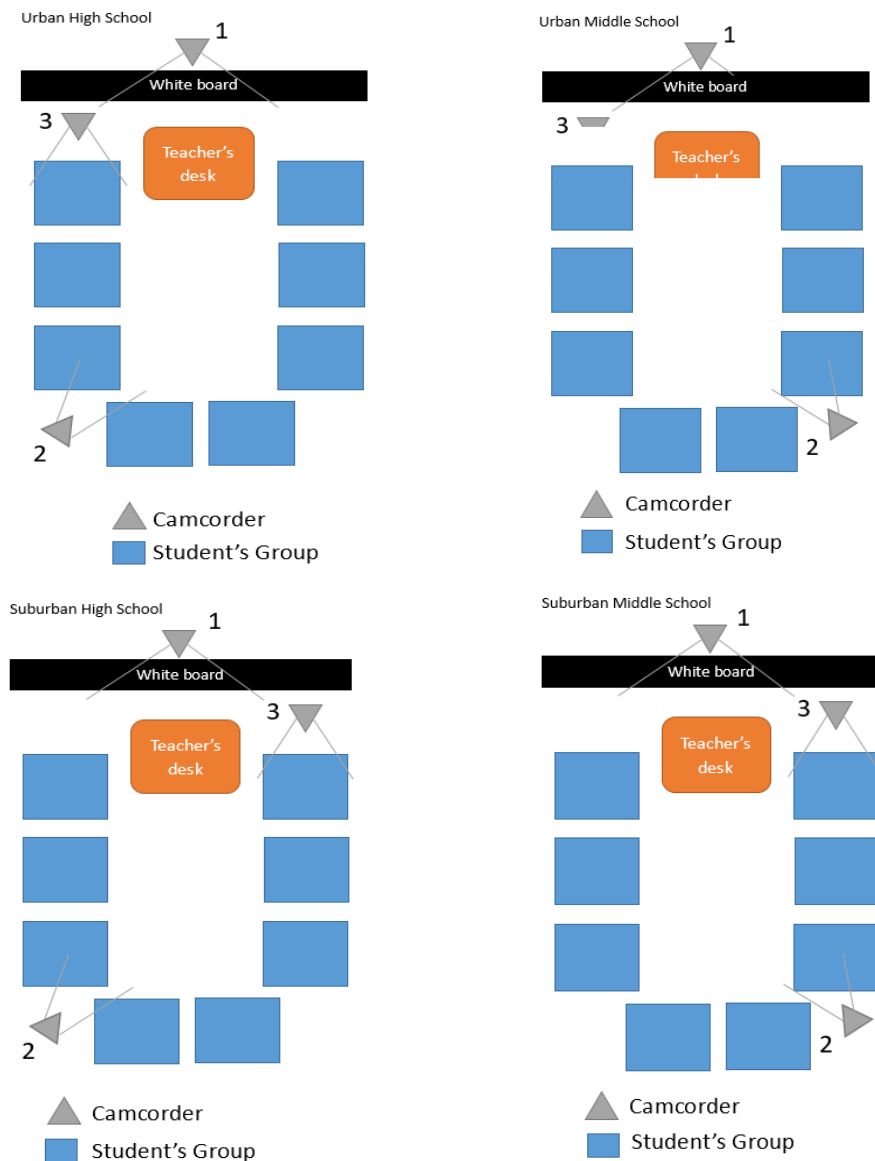 Urban High School
1
White board
3
Teacher's
desk
2
Camcorder
Student's Group
Urban Middle School
1
White board
3
Teacher's
2
Camcorder
Student's Group
Suburban High School
1
White board
3
Teacher's
desk
2
Camcorder
Student's Group
Suburban Middle School
1
White board
3
Teacher's
desk
2
Camcorder
Student's Group